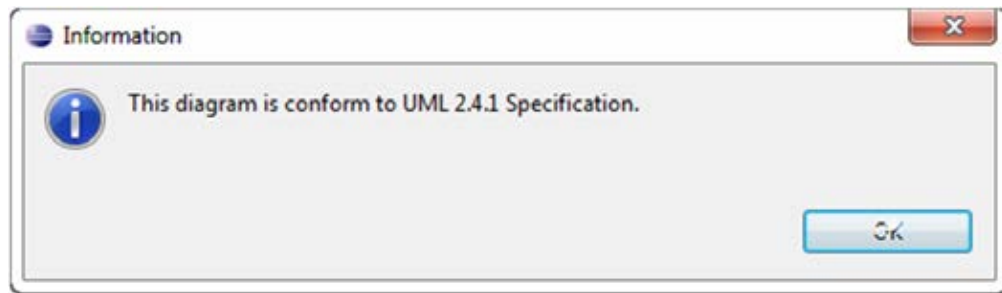 Information
This diagram is conform to UML 2.4.1 Specification.
OK